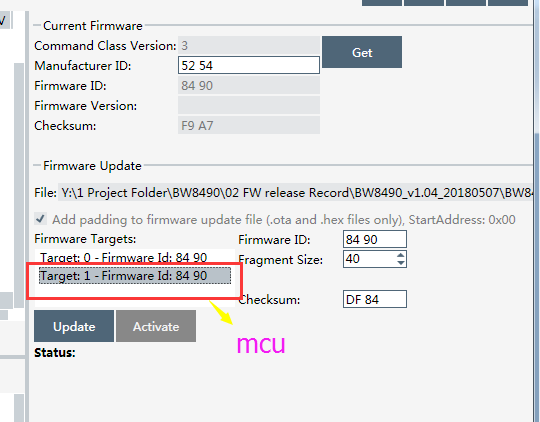 V
Current Firmware
Command Class Version: 3
Manufacturer ID: 52 54
Get
Firmware ID: 84 90
Firmware Version:
Checksum: F9 A7
Firmware Update
File: Y:\1 Project Folder\BW8490\02 FW release Record\BW8490_v1.04_20180507\BW84
Add padding to firmware update file (.ota and .hex files only), StartAddress: 0x00
Firmware Targets:
Firmware ID: 84 90
Target: 0 - Firmware Id: 84 90
Fragment Size: 40
Target: 1 - Firmware Id: 84 90
Checksum: DF 84
Update
Activate
mcu
Status: